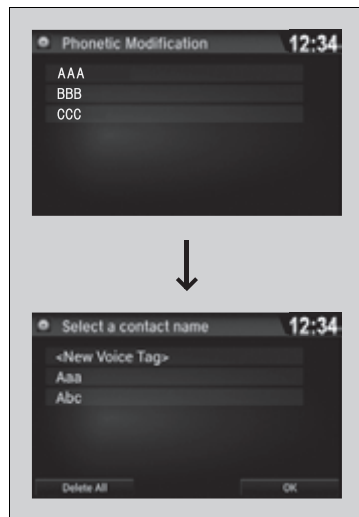 Phonetic Modification 12:34
AAA
BBB
CCC
Select a contact name 12:34
<New Voice Tag>
Aaa
Abc
Delete All OK